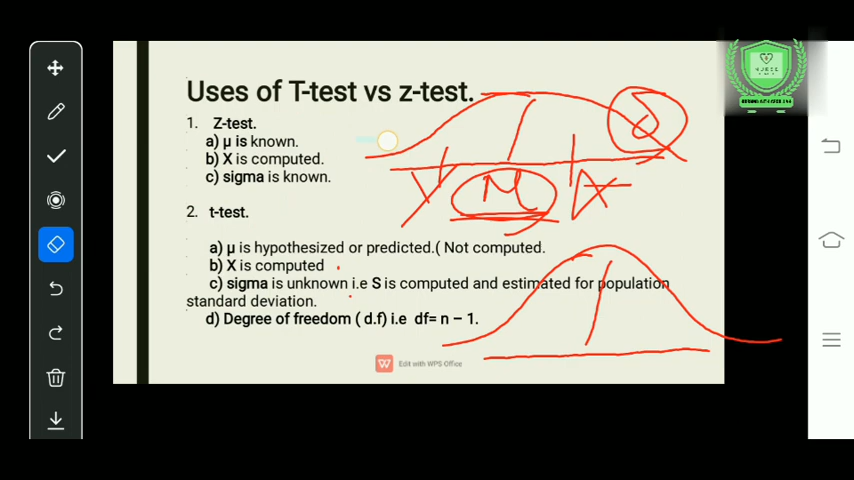 Uses of T-test vs z-test.
1. Z-test.
a) μ is known.
b) X is computed.
c) sigma is known.
2. t-test.
a) μ is hypothesized or predicted.( Not computed.
b) X is computed
c) sigma is unknown i.e S is computed and estimated for population
standard deviation.
d) Degree of freedom ( d.f) i.e df= n – 1.
Edit with WPS Office